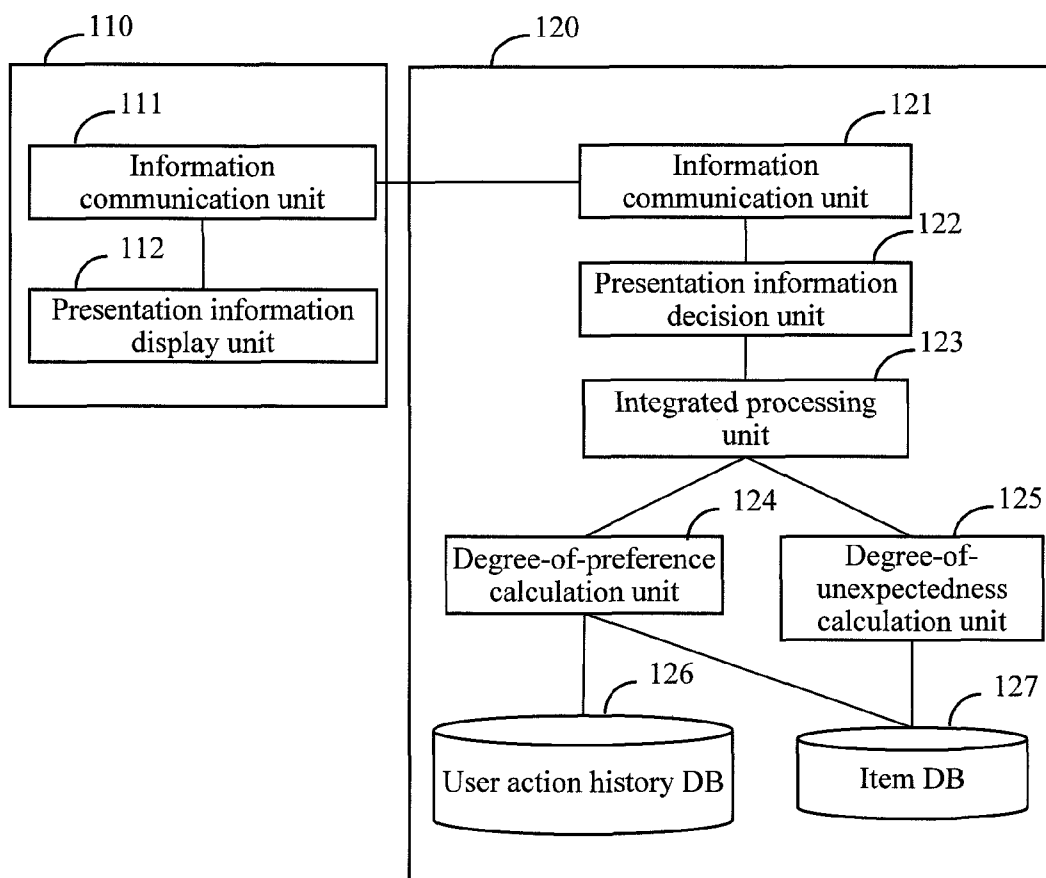 110
120
111
Information
communication unit
121
Information
communication unit
112
Presentation information
display unit
122
Presentation information
decision unit
123
Integrated processing
unit
124
Degree-of-preference
calculation unit
125
Degree-of-
unexpectedness
calculation unit
126
User action history DB
127
Item DB